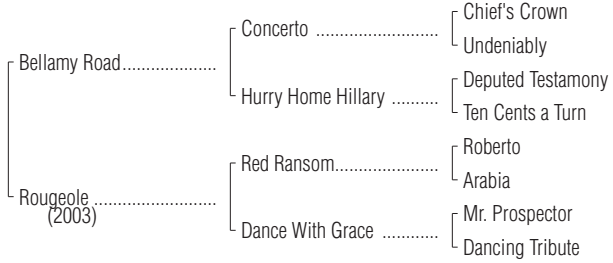 Chief's Crown
Concerto ........................
Undeniably
Bellamy Road...................
Deputed Testamony
Hurry Home Hillary .........
Ten Cents a Turn
Roberto
Red Ransom....................
Arabia
Rougeole .........................
(2003)
Mr. Prospector
Dance With Grace ...........
Dancing Tribute